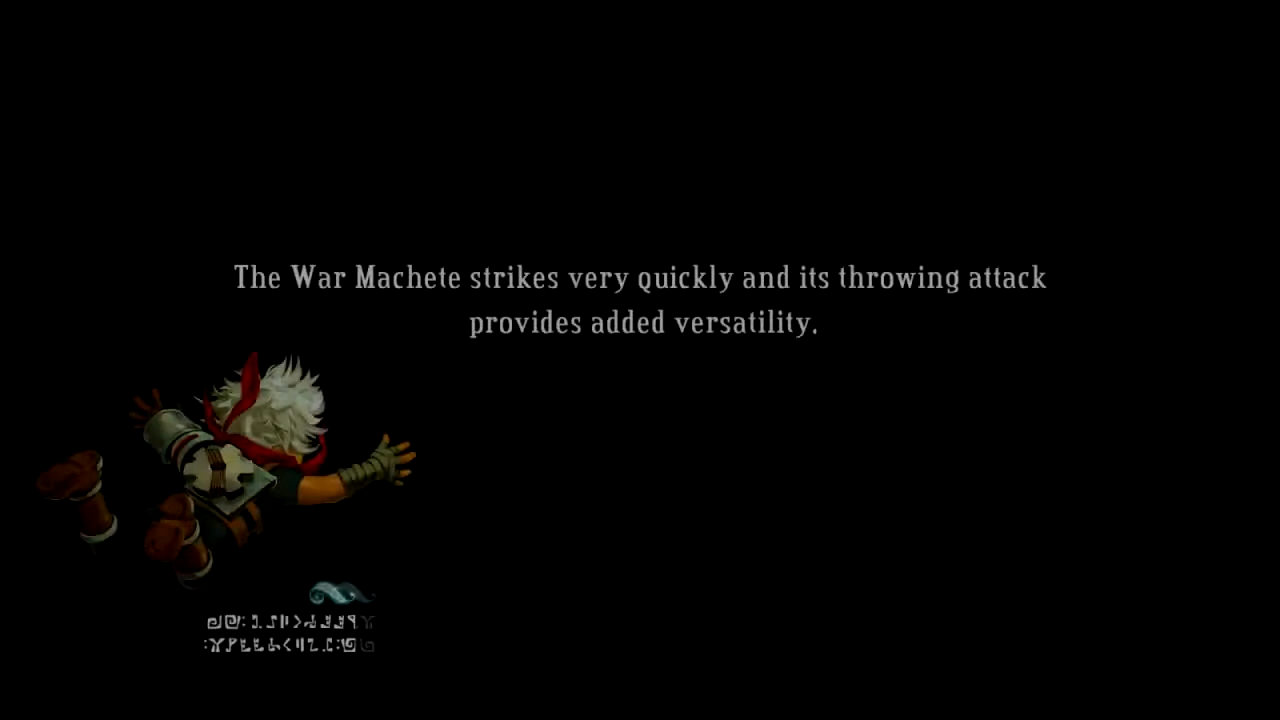 The War Machete strikes very quickly and its throwing attack
provides added versatility.